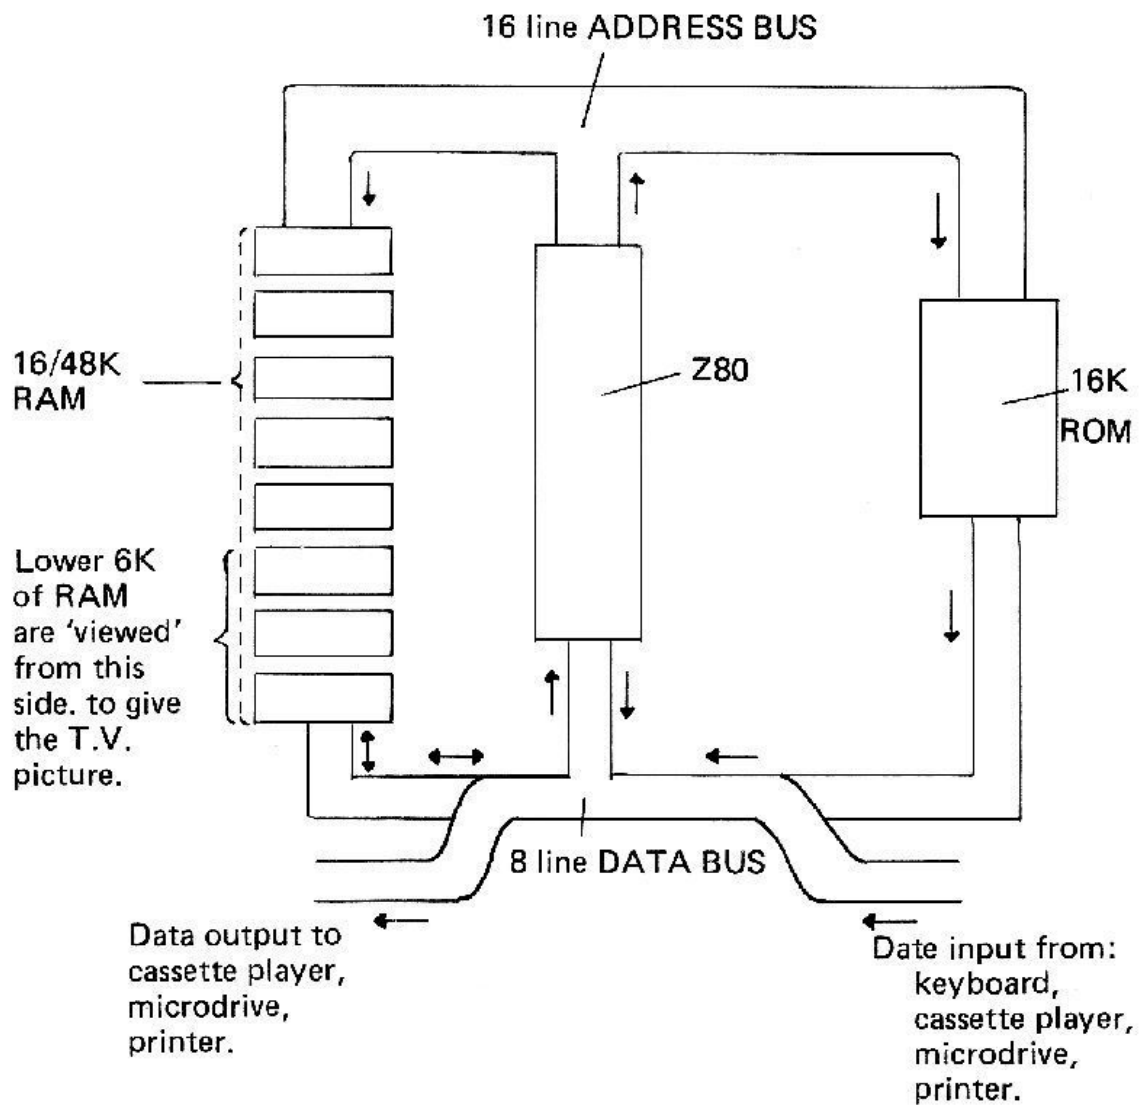 16 line ADDRESS BUS
16/48K
RAM
Z80
16K
ROM
Lower 6K
of RAM
are ‘viewed’
from this
side. to give
the T.V.
picture.
8 line DATA BUS
Data output to
cassette player,
microdrive,
printer.
Date input from:
keyboard,
cassette player,
microdrive,
printer.